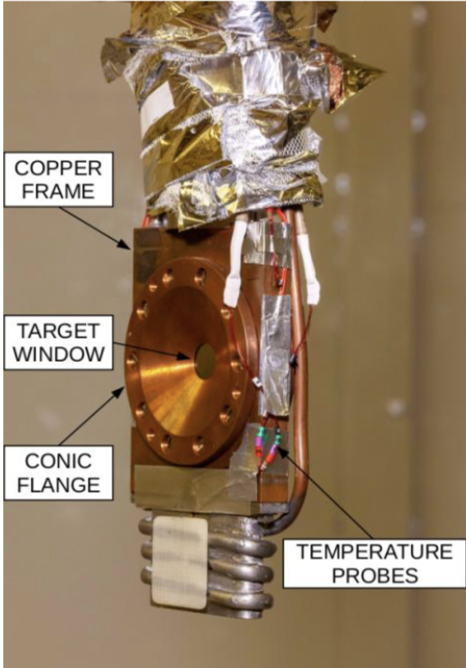 COPPER
FRAME
TARGET
WINDOW
CONIC
FLANGE
TEMPERATURE
PROBES